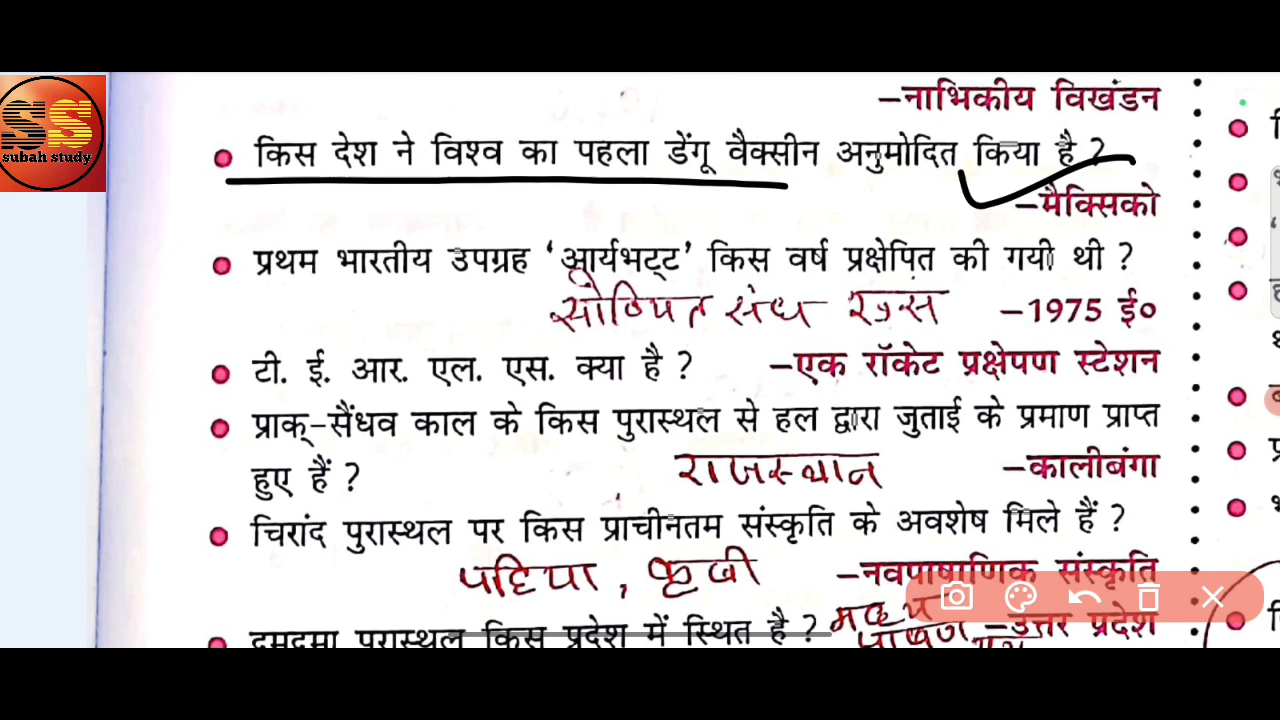 SS
subah study
–नाभिकीय विखंडन
किस देश ने विश्व का पहला डेंगू वैक्सीन अनुमोदित किया है ?
–मैक्सिको
प्रथम भारतीय उपग्रह ‘आर्यभट्ट’ किस वर्ष प्रक्षेपित की गयी थी ?
सोवियत संघ रूस –1975 ई०
टी. ई. आर. एल. एस. क्या है ? –एक रॉकेट प्रक्षेपण स्टेशन
प्राक्-सैंधव काल के किस पुरास्थल से हल द्वारा जुताई के प्रमाण प्राप्त
हुए हैं ? राजस्थान –कालीबंगा
चिरांद पुरास्थल पर किस प्राचीनतम संस्कृति के अवशेष मिले हैं ?
पहिया , कृषी –नवपाषाणिक संस्कृति
दमदमा पुरास्थल किस प्रदेश में स्थित है ? –उत्तर प्रदेश